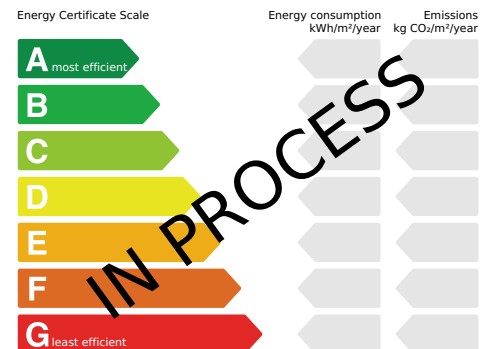 Energy Certificate Scale
Energy consumption
kWh/m²/year
Emissions
kg CO₂/m²/year
A most efficient
B
C
D
E
F
G least efficient
IN PROCESS